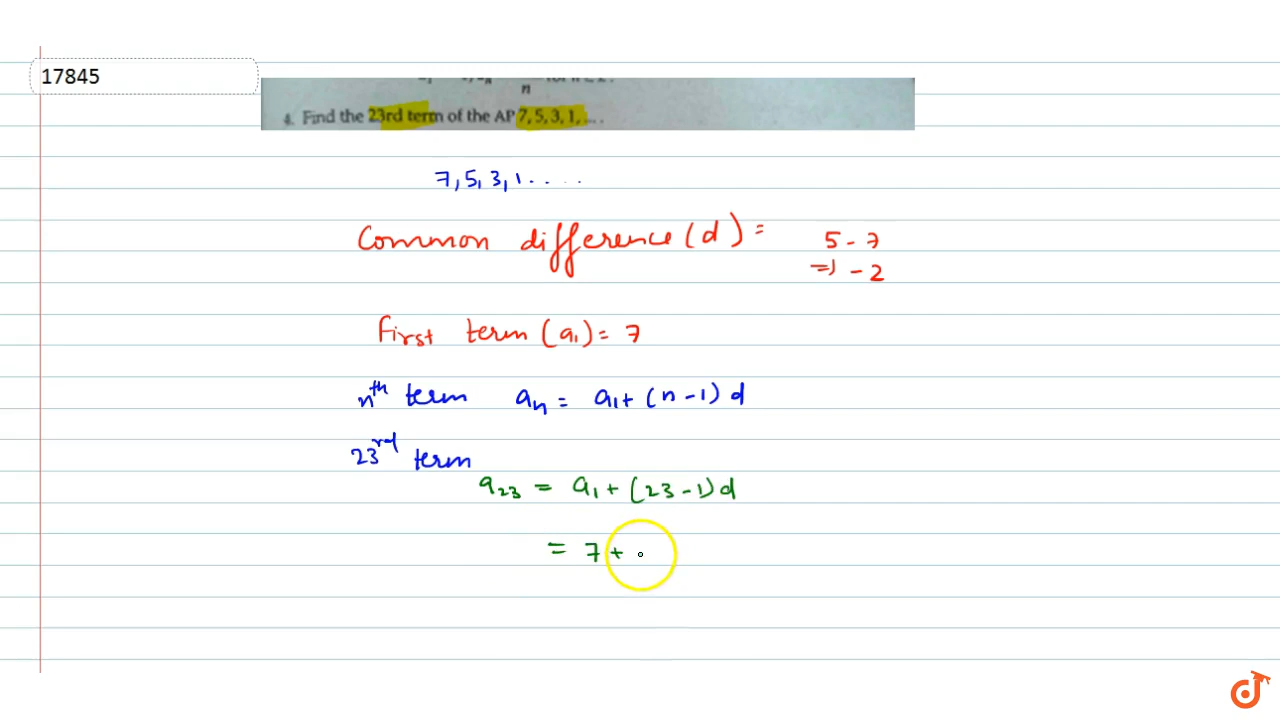 17845
n
4. Find the 23rd term of the AP 7, 5, 3, 1, ... .
7, 5, 3, 1 . . . . .
Common difference (d) = 5 - 7
=) - 2
First term (a₁) = 7
nᵗʰ term aₙ = a₁ + (n - 1) d
23ʳᵈ term
a₂₃ = a₁ + (23 - 1) d
= 7 + .